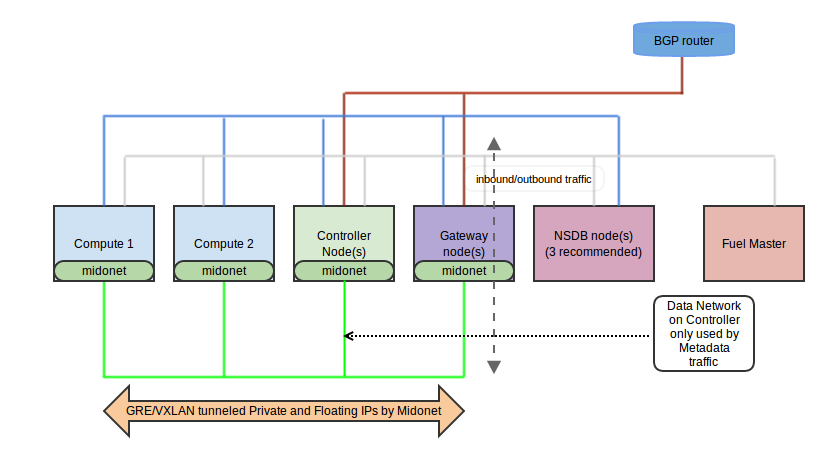 BGP router
inbound/outbound traffic
Compute 1
midonet
Compute 2
midonet
Controller
Node(s)
midonet
Gateway
node(s)
midonet
NSDB node(s)
(3 recommended)
Fuel Master
Data Network
on Controller
only used by
Metadata
traffic
GRE/VXLAN tunneled Private and Floating IPs by Midonet